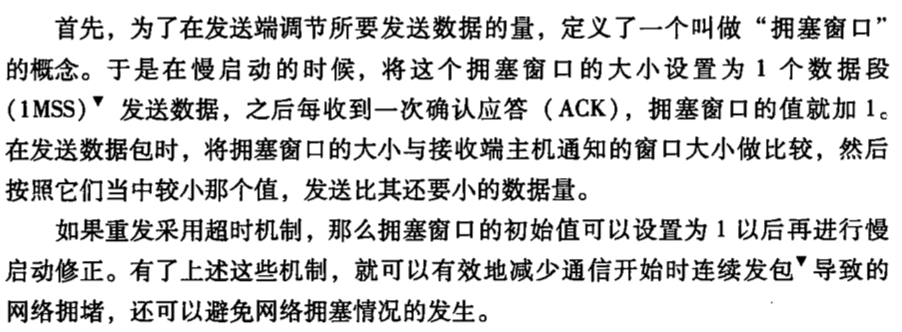 首先，为了在发送端调节所要发送数据的量，定义了一个叫做“拥塞窗口”
的概念。于是在慢启动的时候，将这个拥塞窗口的大小设置为 1 个数据段
(1MSS)▼ 发送数据，之后每收到一次确认应答（ACK），拥塞窗口的值就加 1。
在发送数据包时，将拥塞窗口的大小与接收端主机通知的窗口大小做比较，然后
按照它们当中较小那个值，发送比其还要小的数据量。
如果重发采用超时机制，那么拥塞窗口的初始值可以设置为 1 以后再进行慢
启动修正。有了上述这些机制，就可以有效地减少通信开始时连续发包▼导致的
网络拥堵，还可以避免网络拥塞情况的发生。